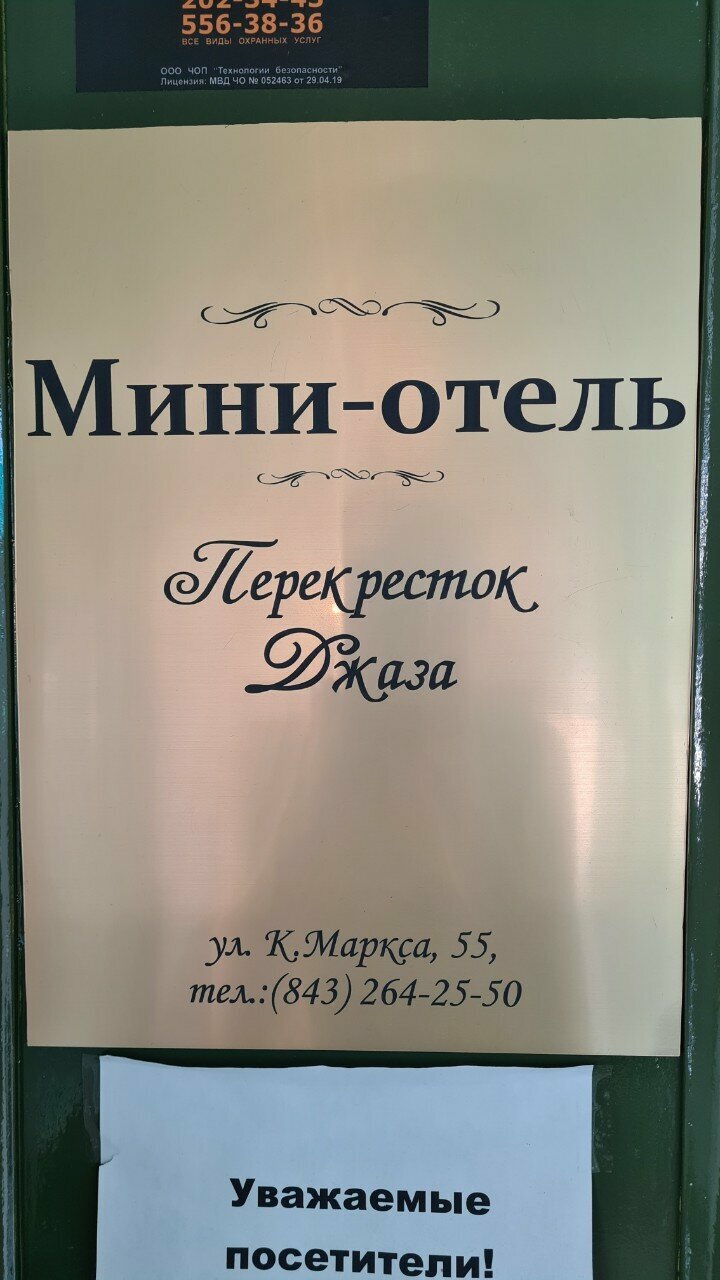 556-38-36
ВСЕ ВИДЫ ОХРАННЫХ УСЛУГ
ООО ЧОП "Технологии безопасности"
Лицензия: МВД ЧО № 052463 от 29.04.19
Мини-отель
Перекресток
Джаза
ул. К.Маркса, 55,
тел.:(843) 264-25-50
Уважаемые
посетители!